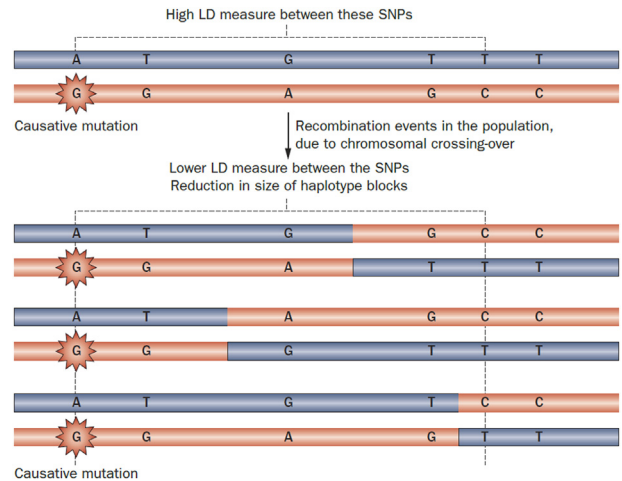 High LD measure between these SNPs
A T G T T T
G G A G C C
Causative mutation
Recombination events in the population,
due to chromosomal crossing-over
Lower LD measure between the SNPs
Reduction in size of haplotype blocks
A T G G C C
G G A T T T
A T A G C C
G G G T T T
A T G T C C
G G A G T T
Causative mutation